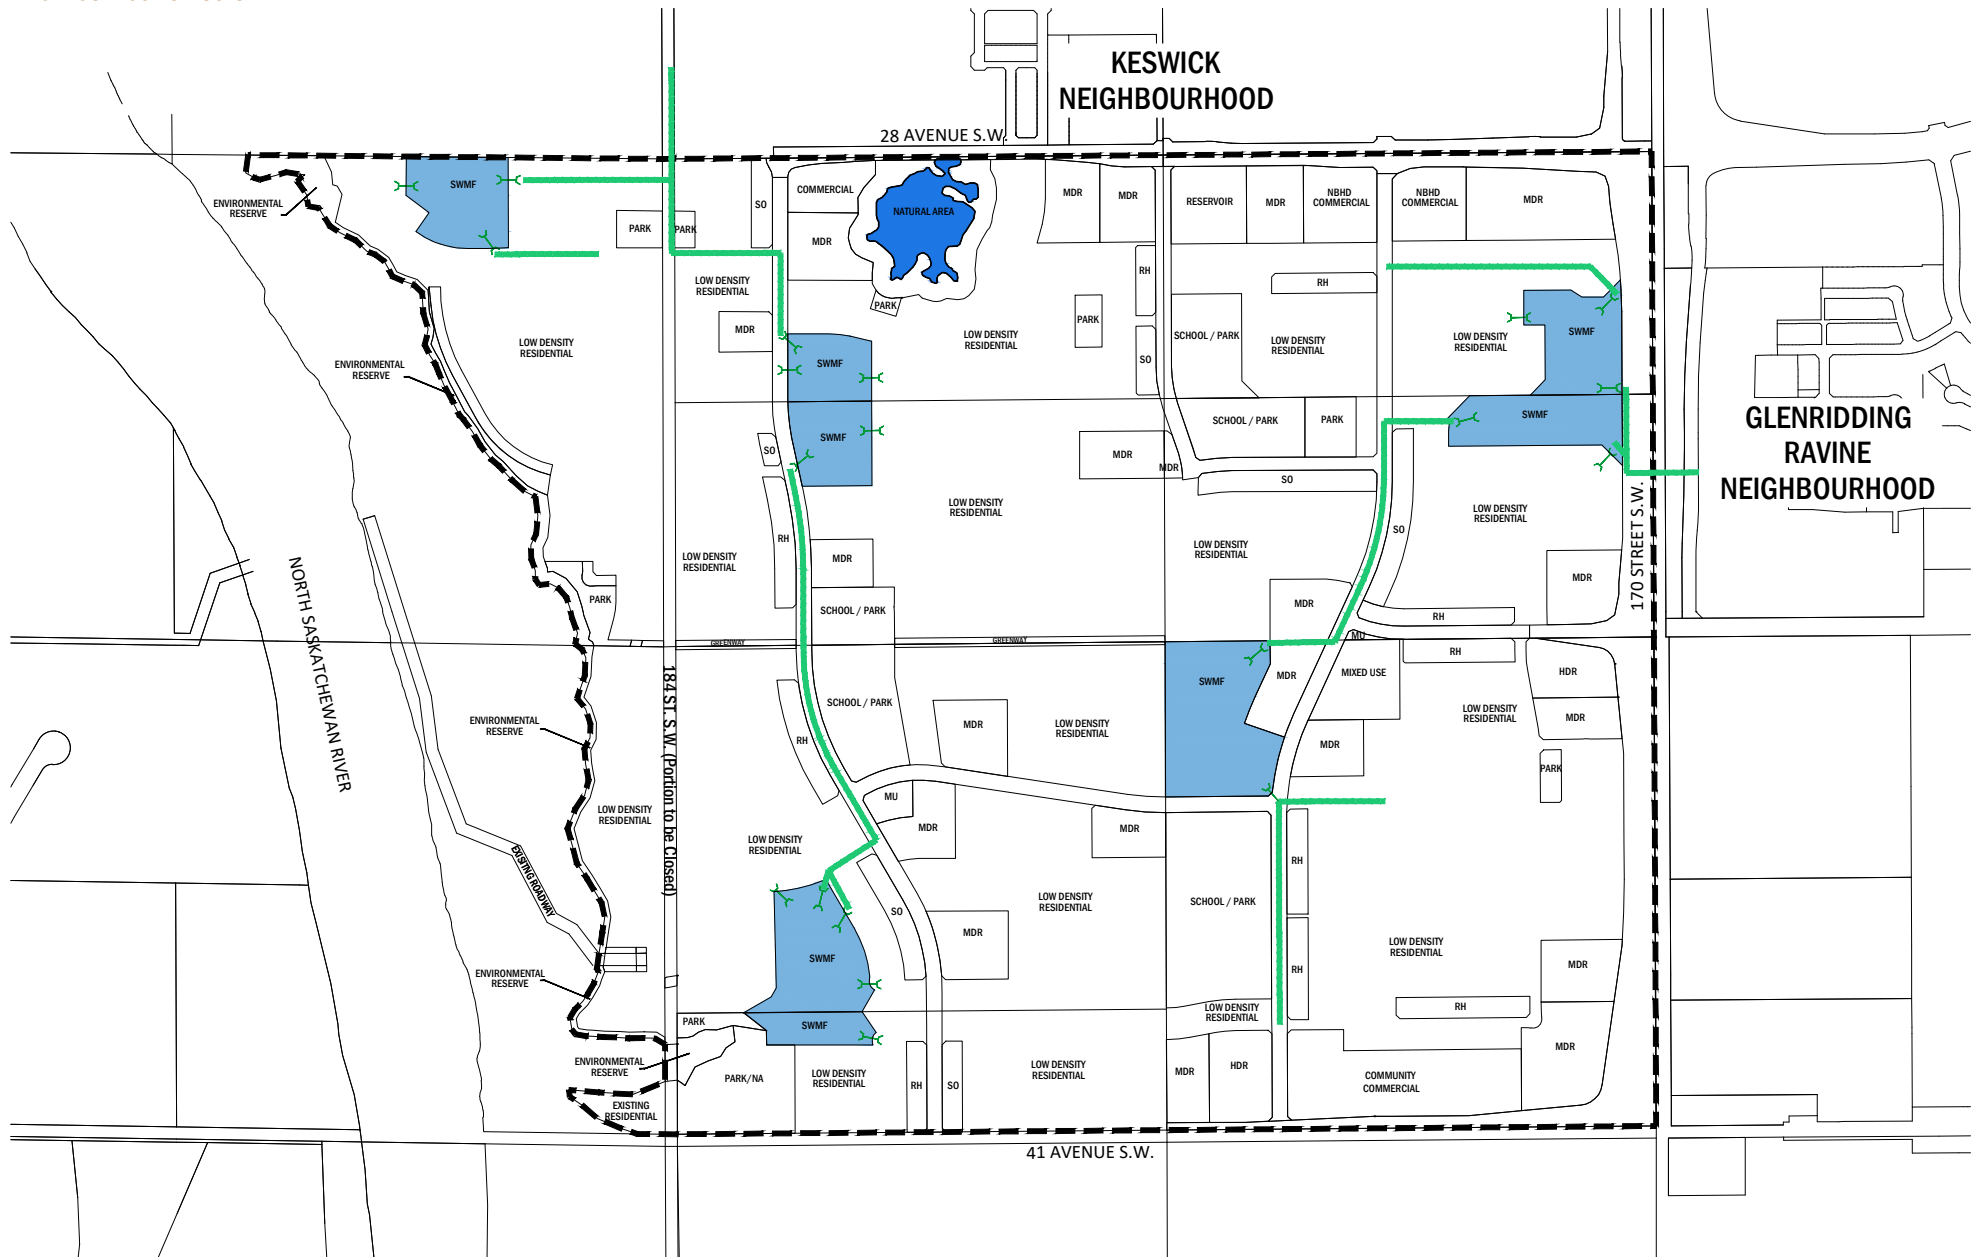 KESWICK
NEIGHBOURHOOD
28 AVENUE S.W.
ENVIRONMENTAL
RESERVE
SWMF
PARK
PARK
SO
COMMERCIAL
MDR
NATURAL AREA
PARK
MDR
MDR
RESERVOIR
MDR
NBHD
COMMERCIAL
NBHD
COMMERCIAL
MDR
LOW DENSITY
RESIDENTIAL
MDR
LOW DENSITY
RESIDENTIAL
ENVIRONMENTAL
RESERVE
SWMF
SWMF
LOW DENSITY
RESIDENTIAL
PARK
RH
SO
RH
SCHOOL / PARK
LOW DENSITY
RESIDENTIAL
LOW DENSITY
RESIDENTIAL
SWMF
SWMF
SCHOOL / PARK
PARK
MDR
MDR
SO
SO
SO
GLENRIDDING
RAVINE
NEIGHBOURHOOD
170 STREET S.W.
LOW DENSITY
RESIDENTIAL
LOW DENSITY
RESIDENTIAL
LOW DENSITY
RESIDENTIAL
LOW DENSITY
RESIDENTIAL
RH
MDR
SCHOOL / PARK
PARK
MDR
MDR
RH
MU
GREENWAY
GREENWAY
NORTH SASKATCHEWAN RIVER
184 ST. S.W. (Portion to be Closed)
SWMF
MDR
MIXED USE
RH
HDR
MDR
LOW DENSITY
RESIDENTIAL
SCHOOL / PARK
MDR
LOW DENSITY
RESIDENTIAL
ENVIRONMENTAL
RESERVE
RH
MDR
PARK
LOW DENSITY
RESIDENTIAL
MU
MDR
MDR
LOW DENSITY
RESIDENTIAL
EXISITING ROADWAY
RH
SCHOOL / PARK
LOW DENSITY
RESIDENTIAL
SO
MDR
SWMF
LOW DENSITY
RESIDENTIAL
MDR
RH
ENVIRONMENTAL
RESERVE
RH
LOW DENSITY
RESIDENTIAL
PARK
SWMF
ENVIRONMENTAL
RESERVE
PARK/NA
LOW DENSITY
RESIDENTIAL
RH
SO
LOW DENSITY
RESIDENTIAL
MDR
HDR
COMMUNITY
COMMERCIAL
MDR
EXISTING
RESIDENTIAL
41 AVENUE S.W.